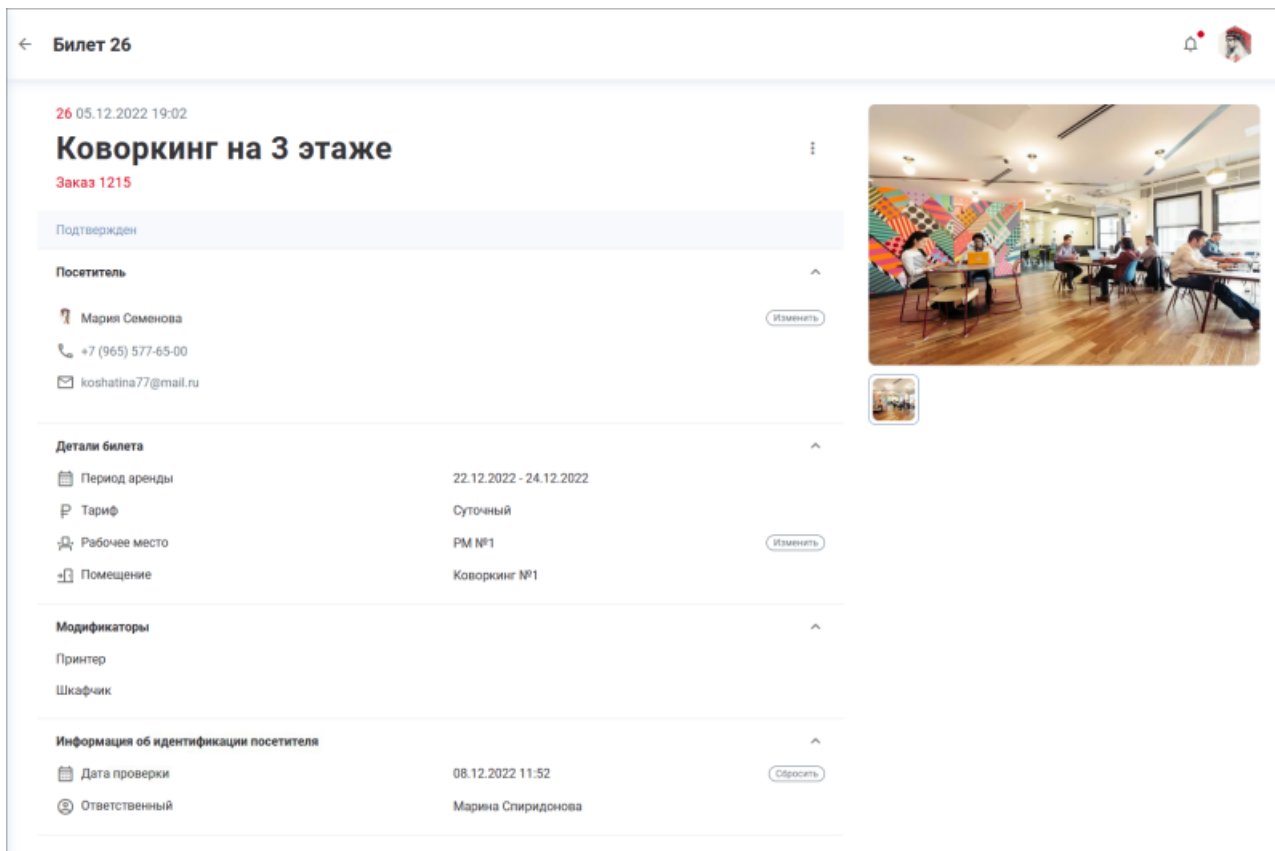 Билет 26
26 05.12.2022 19:02
Коворкинг на 3 этаже
Заказ 1215
Подтвержден
Посетитель
Мария Семенова
Изменить
+7 (965) 577-65-00
koshatina77@mail.ru
Детали билета
Период аренды 22.12.2022 - 24.12.2022
Тариф Суточный
Рабочее место РМ №1 Изменить
Помещение Коворкинг №1
Модификаторы
Принтер
Шкафчик
Информация об идентификации посетителя
Дата проверки 08.12.2022 11:52 Сбросить
Ответственный Марина Спиридонова